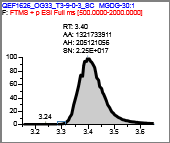 QEF1626_OG33_T3-9-0-3_SC MGOG-30:1
F: FTMS + p ESI Full ms [500.0000-2000.0000]
RT: 3.40
AA: 1321733911
AH: 205121056
SN: 2.25E+017
100
80
60
40
20
0
3.24
3.2 3.3 3.4 3.5 3.6